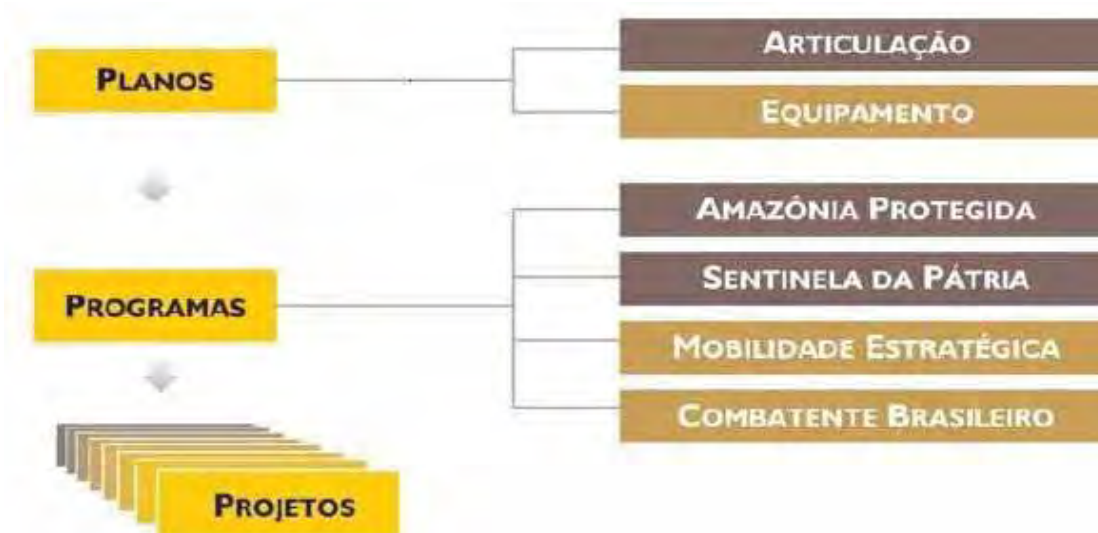 PLANOS
ARTICULAÇÃO
EQUIPAMENTO
PROGRAMAS
AMAZÔNIA PROTEGIDA
SENTINELA DA PÁTRIA
MOBILIDADE ESTRATÉGICA
COMBATENTE BRASILEIRO
PROJETOS